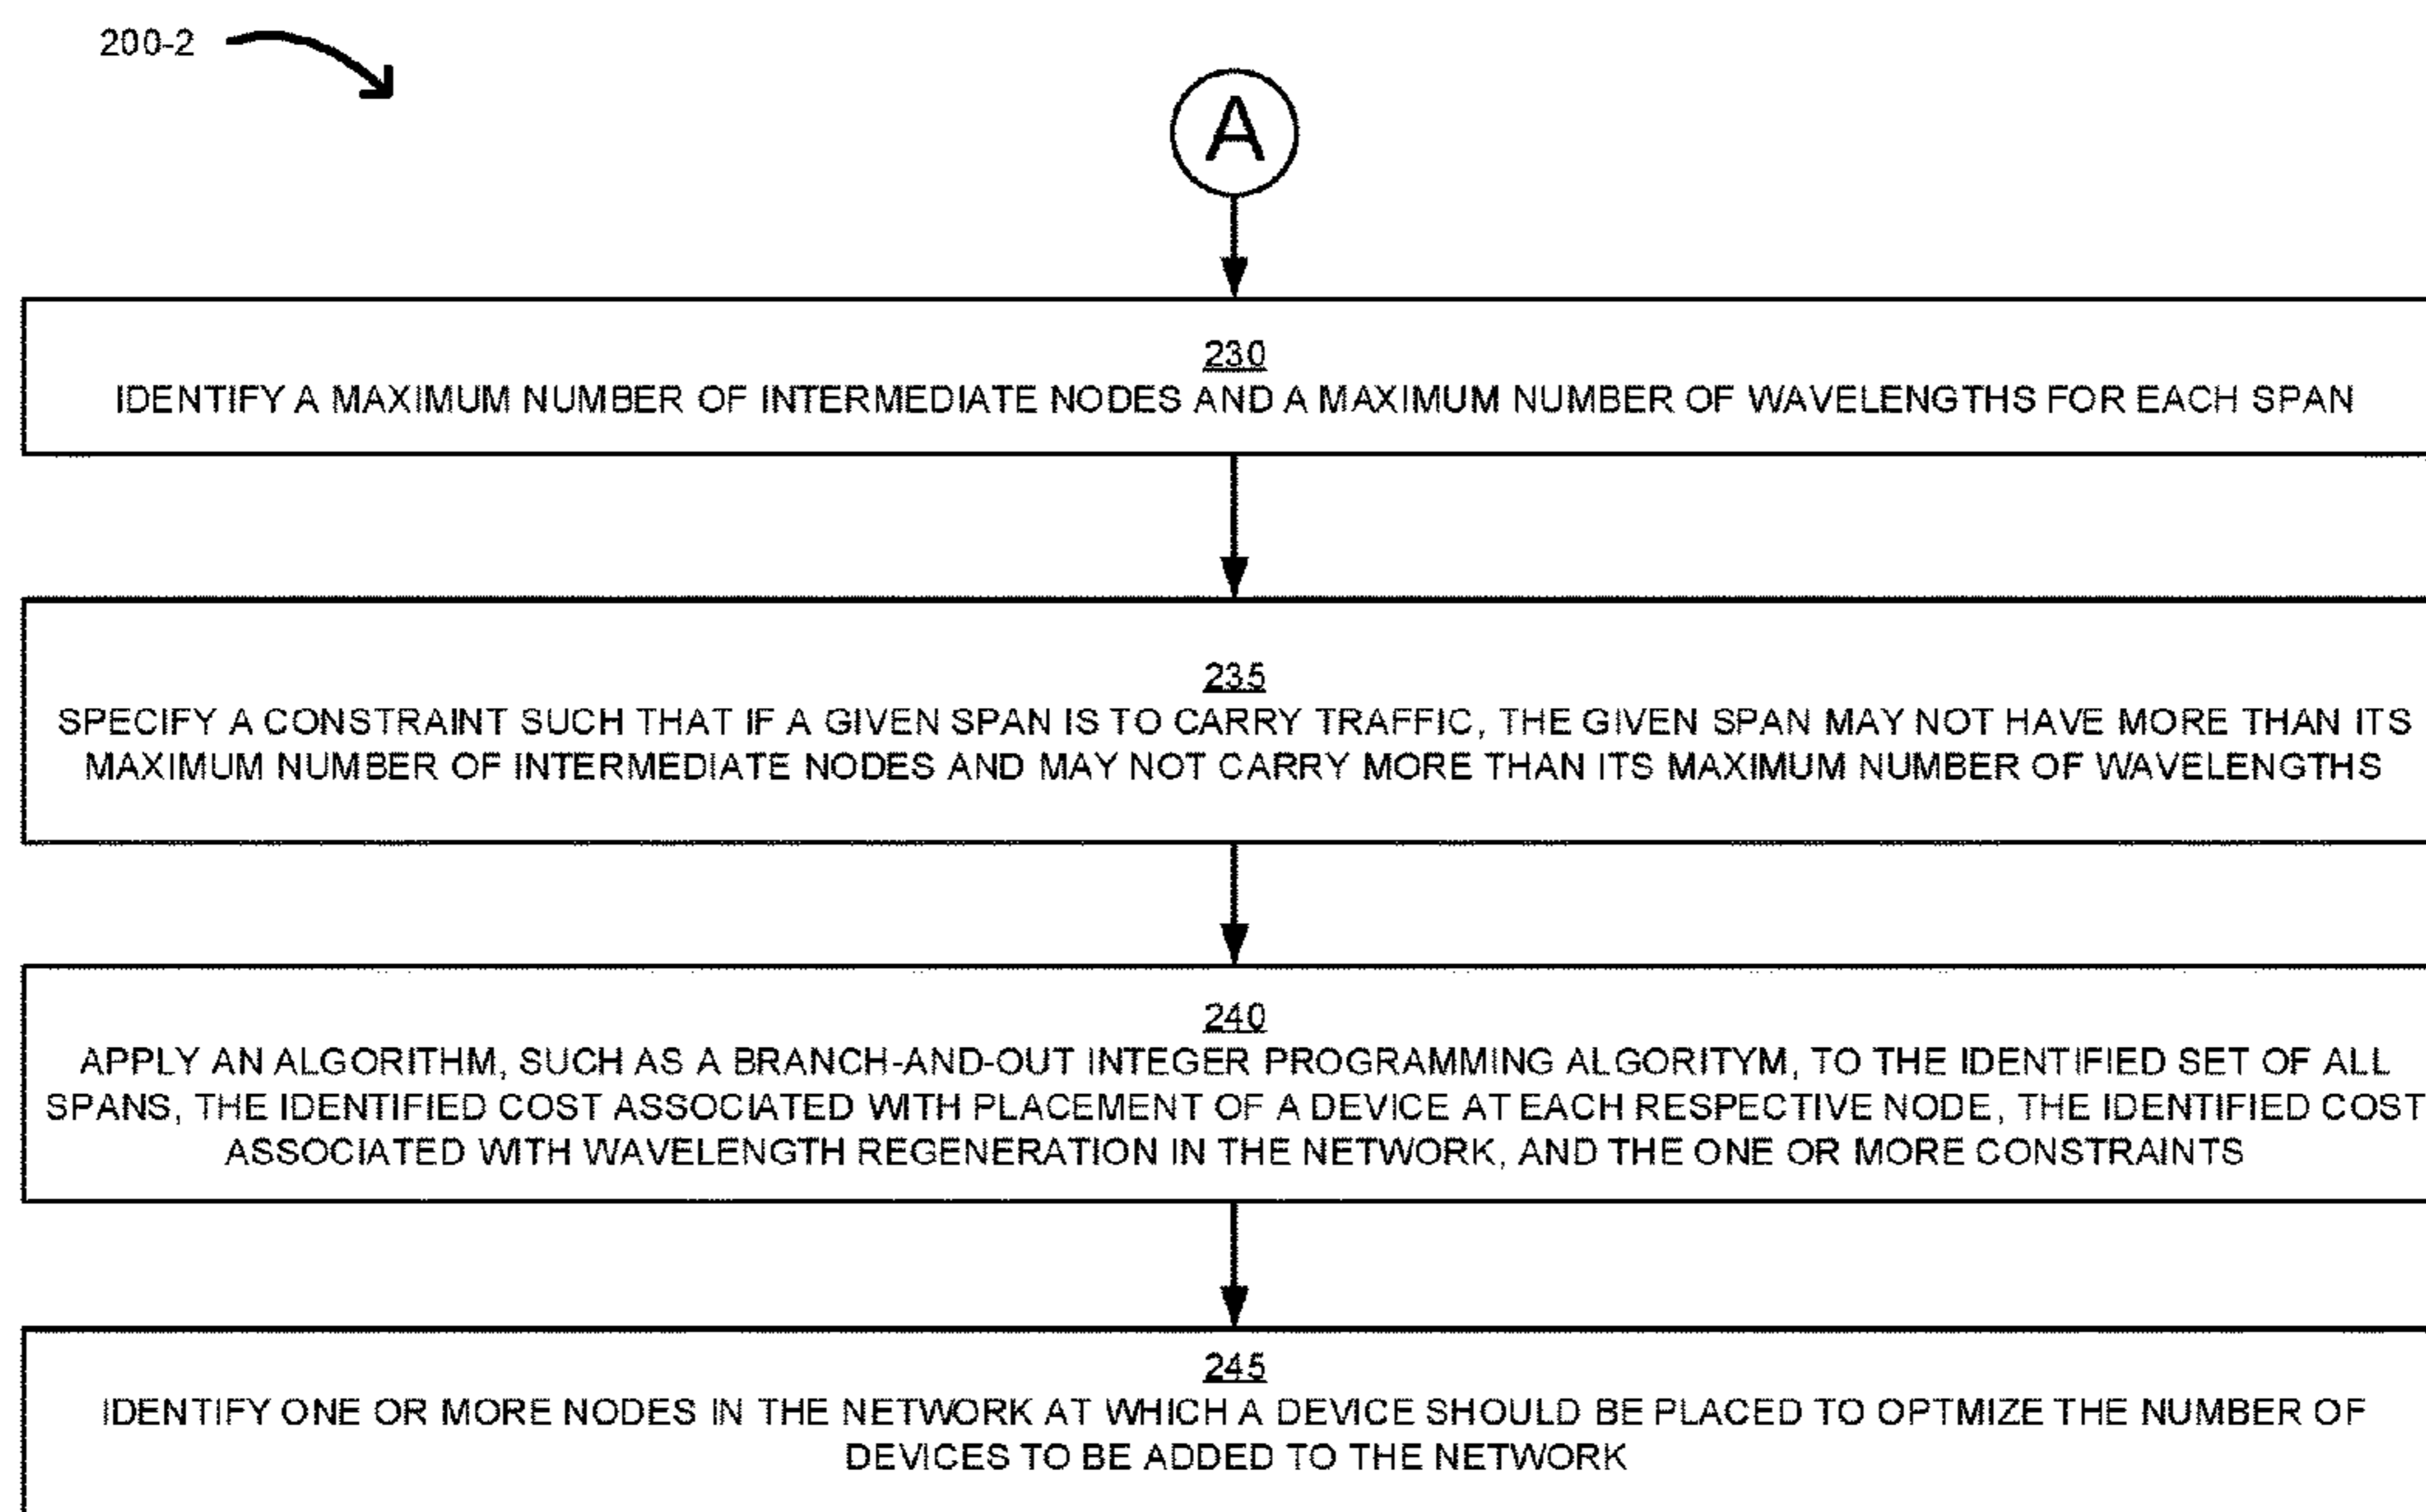 200-2
A
230
IDENTIFY A MAXIMUM NUMBER OF INTERMEDIATE NODES AND A MAXIMUM NUMBER OF WAVELENGTHS FOR EACH SPAN
235
SPECIFY A CONSTRAINT SUCH THAT IF A GIVEN SPAN IS TO CARRY TRAFFIC, THE GIVEN SPAN MAY NOT HAVE MORE THAN ITS
MAXIMUM NUMBER OF INTERMEDIATE NODES AND MAY NOT CARRY MORE THAN ITS MAXIMUM NUMBER OF WAVELENGTHS
240
APPLY AN ALGORITHM, SUCH AS A BRANCH-AND-OUT INTEGER PROGRAMMING ALGORITYM, TO THE IDENTIFIED SET OF ALL
SPANS, THE IDENTIFIED COST ASSOCIATED WITH PLACEMENT OF A DEVICE AT EACH RESPECTIVE NODE, THE IDENTIFIED COST
ASSOCIATED WITH WAVELENGTH REGENERATION IN THE NETWORK, AND THE ONE OR MORE CONSTRAINTS
245
IDENTIFY ONE OR MORE NODES IN THE NETWORK AT WHICH A DEVICE SHOULD BE PLACED TO OPTMIZE THE NUMBER OF
DEVICES TO BE ADDED TO THE NETWORK